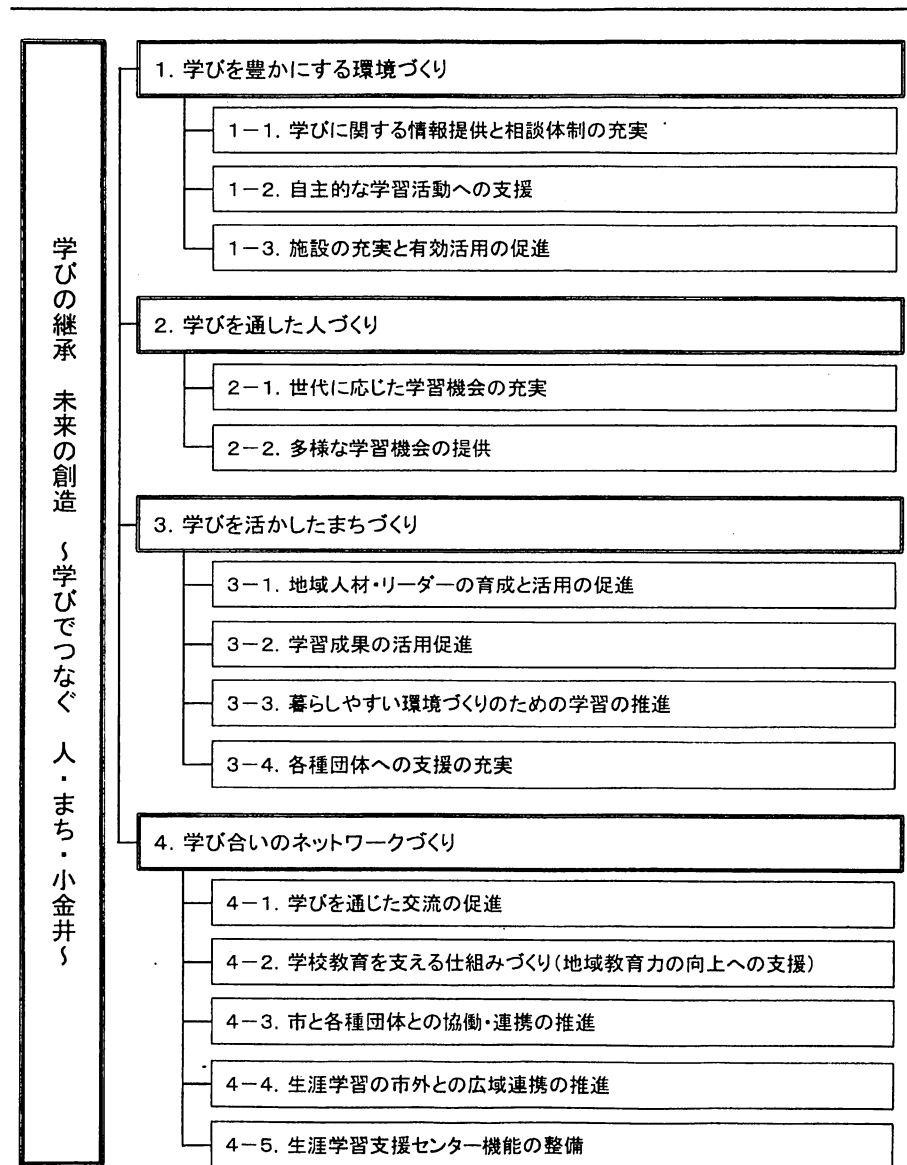 学びの継承 未来の創造 ～学びでつなぐ 人・まち・小金井～
1. 学びを豊かにする環境づくり
1－1. 学びに関する情報提供と相談体制の充実
1－2. 自主的な学習活動への支援
1－3. 施設の充実と有効活用の促進
2. 学びを通した人づくり
2－1. 世代に応じた学習機会の充実
2－2. 多様な学習機会の提供
3. 学びを活かしたまちづくり
3－1. 地域人材・リーダーの育成と活用の促進
3－2. 学習成果の活用促進
3－3. 暮らしやすい環境づくりのための学習の推進
3－4. 各種団体への支援の充実
4. 学び合いのネットワークづくり
4－1. 学びを通じた交流の促進
4－2. 学校教育を支える仕組みづくり(地域教育力の向上への支援)
4－3. 市と各種団体との協働・連携の推進
4－4. 生涯学習の市外との広域連携の推進
4－5. 生涯学習支援センター機能の整備